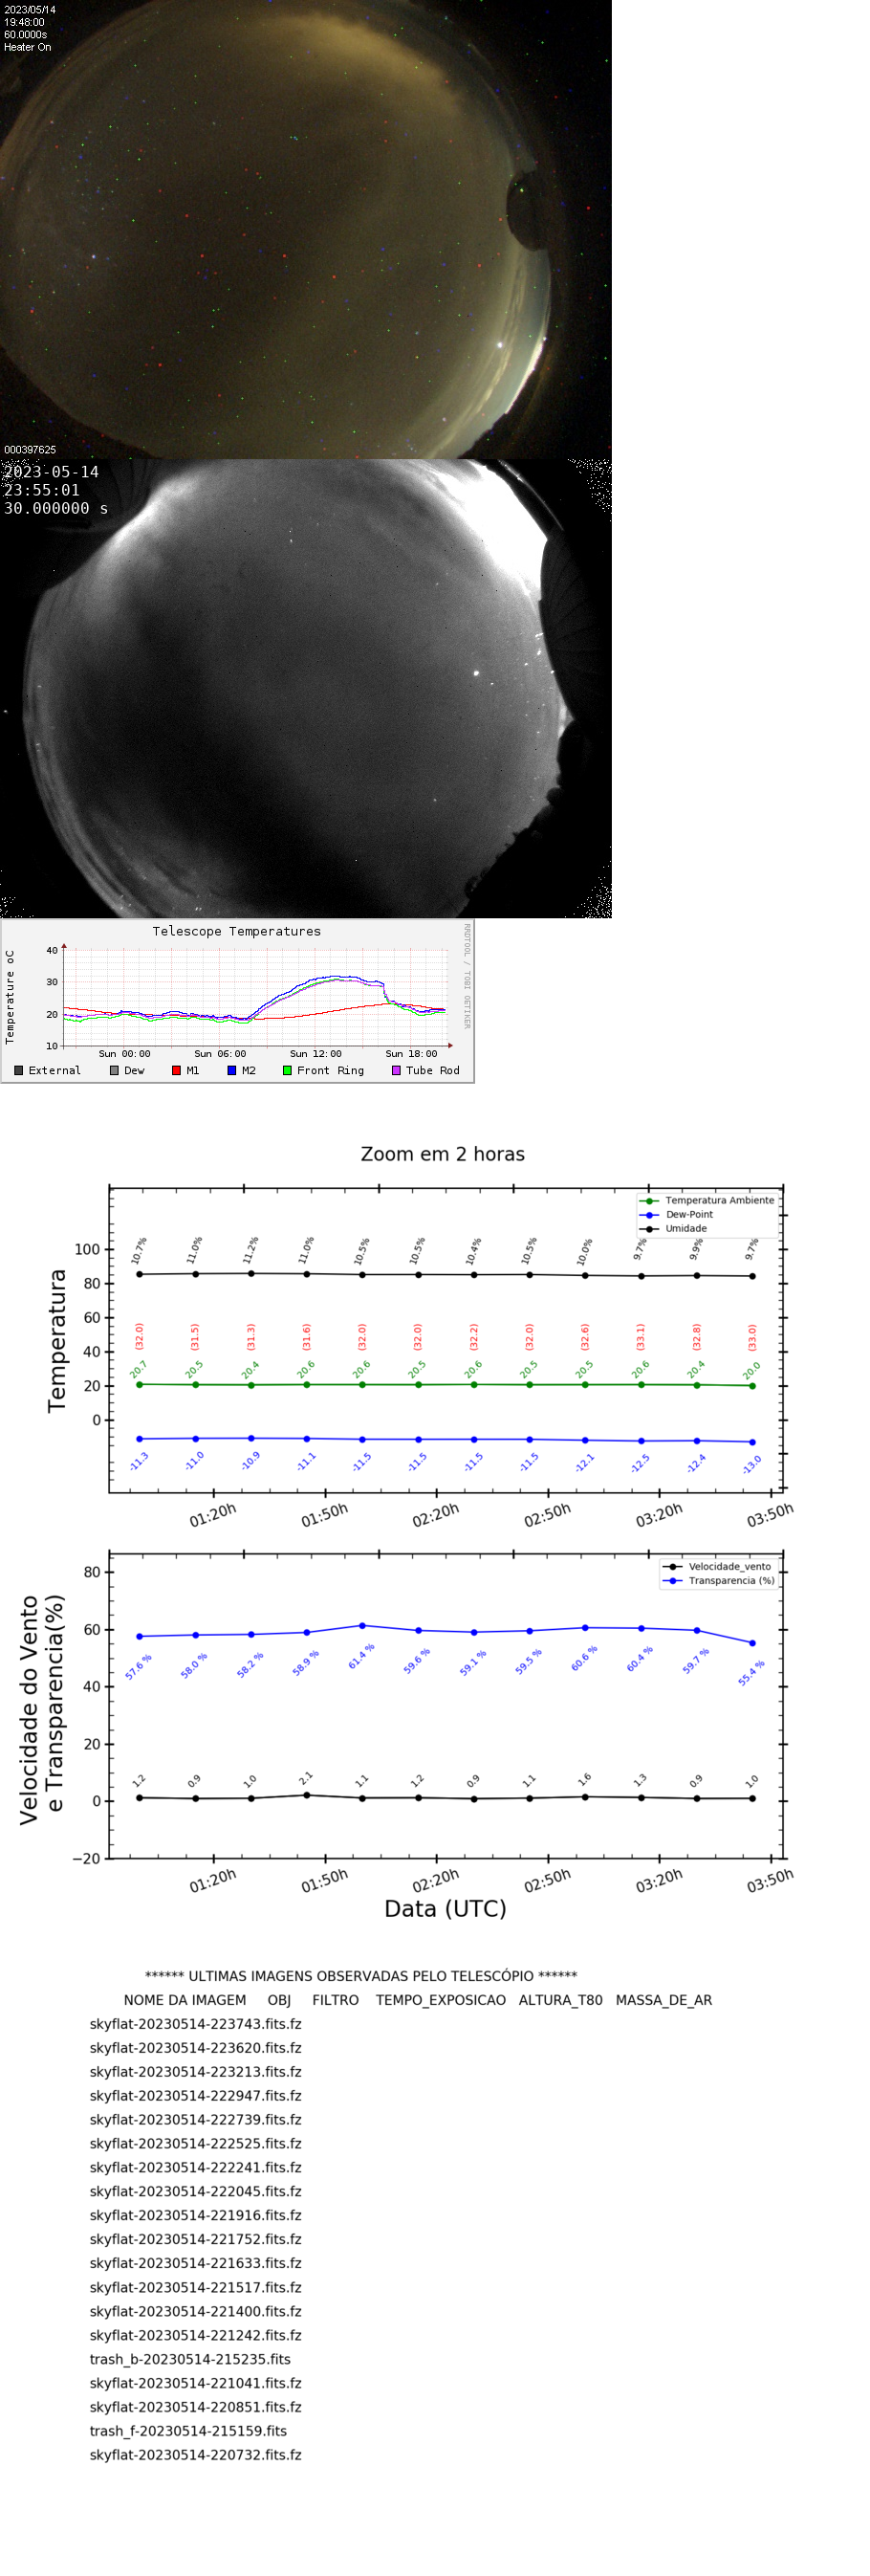 2023/05/14
19:48:00
60.0000s
Heater On
000397625
2023-05-14
23:55:01
30.000000 s
Telescope Temperatures
RRDTOOL / TOBI OETIKER
Temperature oC
40
30
20
10
Sun 00:00 Sun 06:00 Sun 12:00 Sun 18:00
External Dew M1 M2 Front Ring Tube Rod
Zoom em 2 horas
Temperatura Ambiente
Dew-Point
Umidade
Temperatura
100
80
60
40
20
0
10.7% 11.0% 11.2% 11.0% 10.5% 10.5% 10.4% 10.5% 10.0% 9.7% 9.9% 9.7%
(32.0) (31.5) (31.3) (31.6) (32.0) (32.0) (32.2) (32.0) (32.6) (33.1) (32.8) (33.0)
20.7 20.5 20.4 20.6 20.6 20.5 20.6 20.5 20.5 20.6 20.4 20.0
-11.3 -11.0 -10.9 -11.1 -11.5 -11.5 -11.5 -11.5 -12.1 -12.5 -12.4 -13.0
01:20h 01:50h 02:20h 02:50h 03:20h 03:50h
Velocidade_vento
Transparencia (%)
Velocidade do Vento
e Transparencia(%)
80
60
40
20
0
−20
57.6 % 58.0 % 58.2 % 58.9 % 61.4 % 59.6 % 59.1 % 59.5 % 60.6 % 60.4 % 59.7 % 55.4 %
1.2 0.9 1.0 2.1 1.1 1.2 0.9 1.1 1.6 1.3 0.9 1.0
01:20h 01:50h 02:20h 02:50h 03:20h 03:50h
Data (UTC)
****** ULTIMAS IMAGENS OBSERVADAS PELO TELESCÓPIO ******
NOME DA IMAGEM OBJ FILTRO TEMPO_EXPOSICAO ALTURA_T80 MASSA_DE_AR
skyflat-20230514-223743.fits.fz
skyflat-20230514-223620.fits.fz
skyflat-20230514-223213.fits.fz
skyflat-20230514-222947.fits.fz
skyflat-20230514-222739.fits.fz
skyflat-20230514-222525.fits.fz
skyflat-20230514-222241.fits.fz
skyflat-20230514-222045.fits.fz
skyflat-20230514-221916.fits.fz
skyflat-20230514-221752.fits.fz
skyflat-20230514-221633.fits.fz
skyflat-20230514-221517.fits.fz
skyflat-20230514-221400.fits.fz
skyflat-20230514-221242.fits.fz
trash_b-20230514-215235.fits
skyflat-20230514-221041.fits.fz
skyflat-20230514-220851.fits.fz
trash_f-20230514-215159.fits
skyflat-20230514-220732.fits.fz